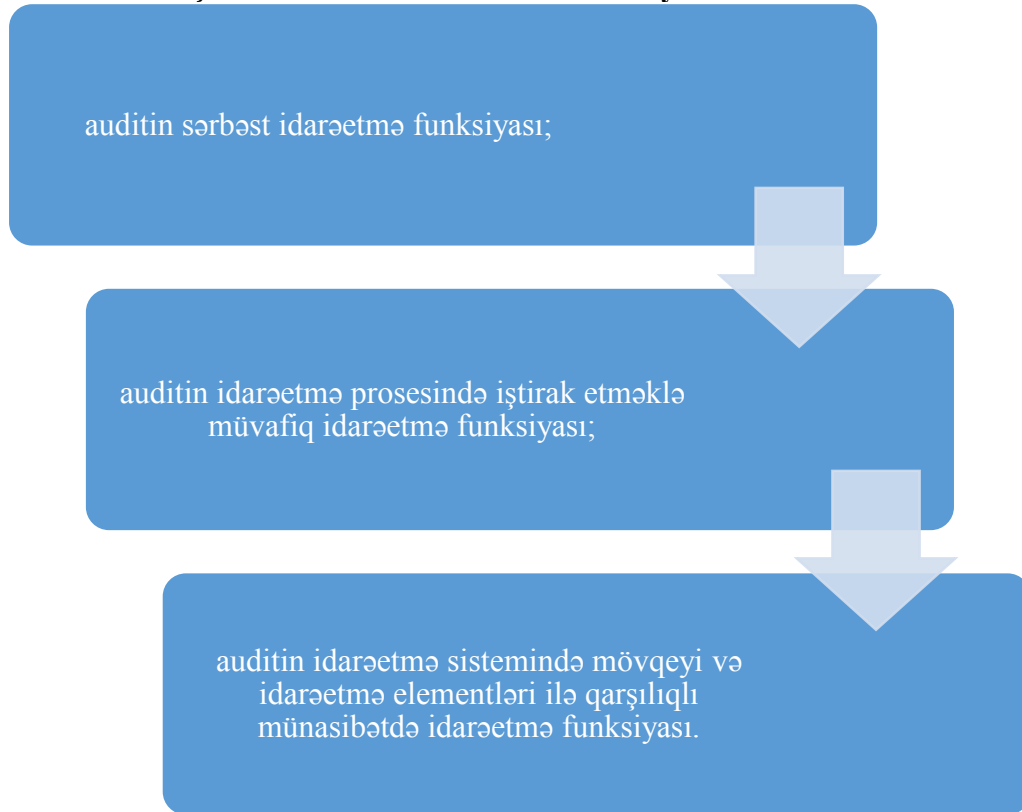 auditin sərbəst idarəetmə funksiyası;
auditin idarəetmə prosesində iştirak etməklə
müvafiq idarəetmə funksiyası;
auditin idarəetmə sistemində mövqeyi və
idarəetmə elementləri ilə qarşılıqlı
münasibətdə idarəetmə funksiyası.